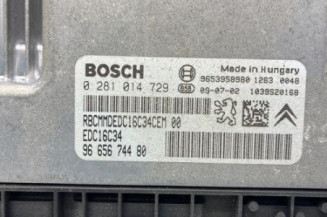 BOSCH
Made in Hungary
9653958980 1263.0048
0 281 014 729 09-07-02 1039S20168
RBCMMDEDC16C34CEM 00
EDC16C34
96 656 744 80